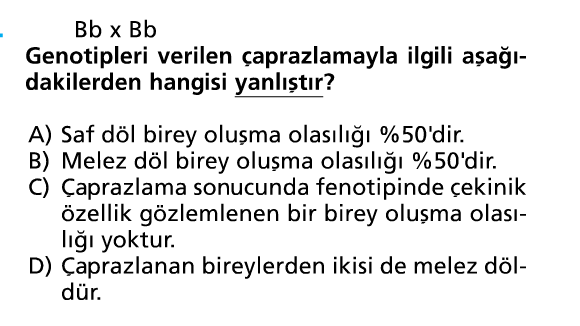 Bb x Bb
Genotipleri verilen çaprazlamayla ilgili aşağı-
dakilerden hangisi yanlıştır?
A) Saf döl birey oluşma olasılığı %50'dir.
B) Melez döl birey oluşma olasılığı %50'dir.
C) Çaprazlama sonucunda fenotipinde çekinik
özellik gözlemlenen bir birey oluşma olası-
lığı yoktur.
D) Çaprazlanan bireylerden ikisi de melez döl-
dür.